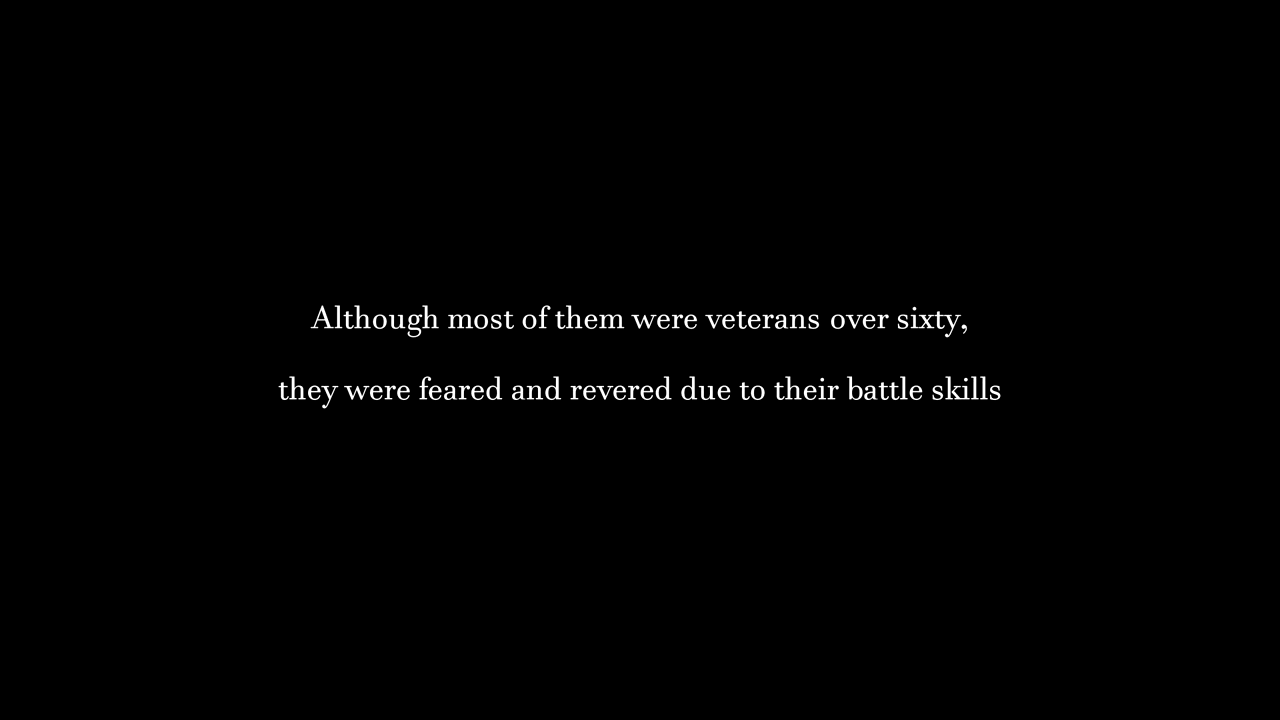 Although most of them were veterans over sixty,
they were feared and revered due to their battle skills